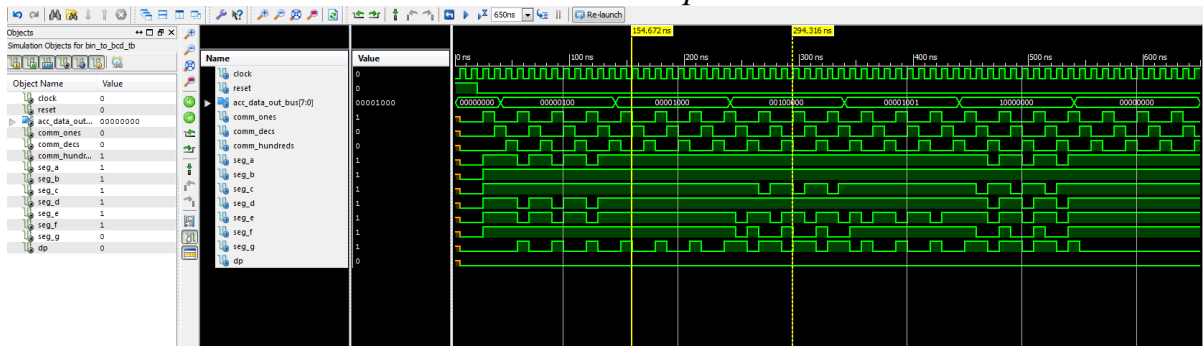 650ns
Re-launch
Objects
Simulation Objects for bin_to_bcd_tb
Object Name Value
clock 0
reset 0
acc_data_out... 00000000
comm_ones 0
comm_decs 0
comm_hundr... 1
seg_a 1
seg_b 1
seg_c 1
seg_d 1
seg_e 1
seg_f 1
seg_g 0
dp 0
Name Value
clock 0
reset 0
acc_data_out_bus[7:0] 00001000
comm_ones 1
comm_decs 0
comm_hundreds 0
seg_a 1
seg_b 1
seg_c 1
seg_d 1
seg_e 1
seg_f 1
seg_g 1
dp 0
154.672 ns 294.316 ns
0 ns 100 ns 200 ns 300 ns 400 ns 500 ns 600 ns
00000000 00000100 00001000 00001001 10000000 00000000